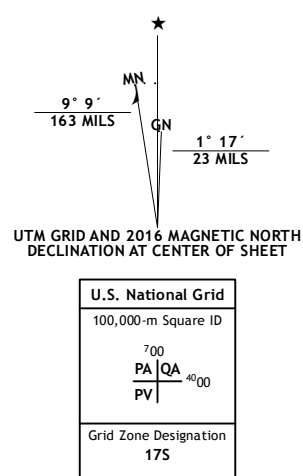 ★
MN
9° 9´
163 MILS
GN
1° 17´
23 MILS
UTM GRID AND 2016 MAGNETIC NORTH
DECLINATION AT CENTER OF SHEET
U.S. National Grid
100,000-m Square ID
⁷00
PA QA
⁴⁰00
PV
Grid Zone Designation
17S